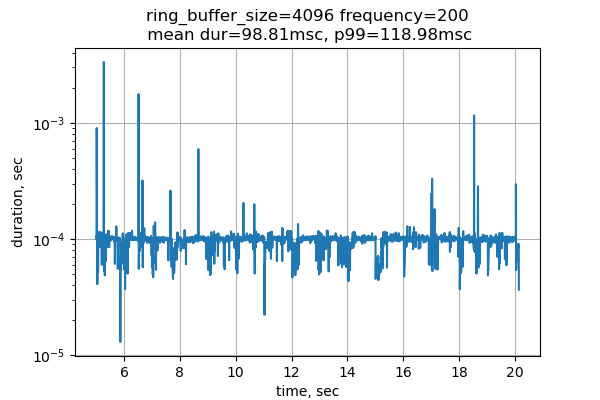 ring_buffer_size=4096 frequency=200
mean dur=98.81msc, p99=118.98msc
duration, sec
10⁻³
10⁻⁴
10⁻⁵
6 8 10 12 14 16 18 20
time, sec